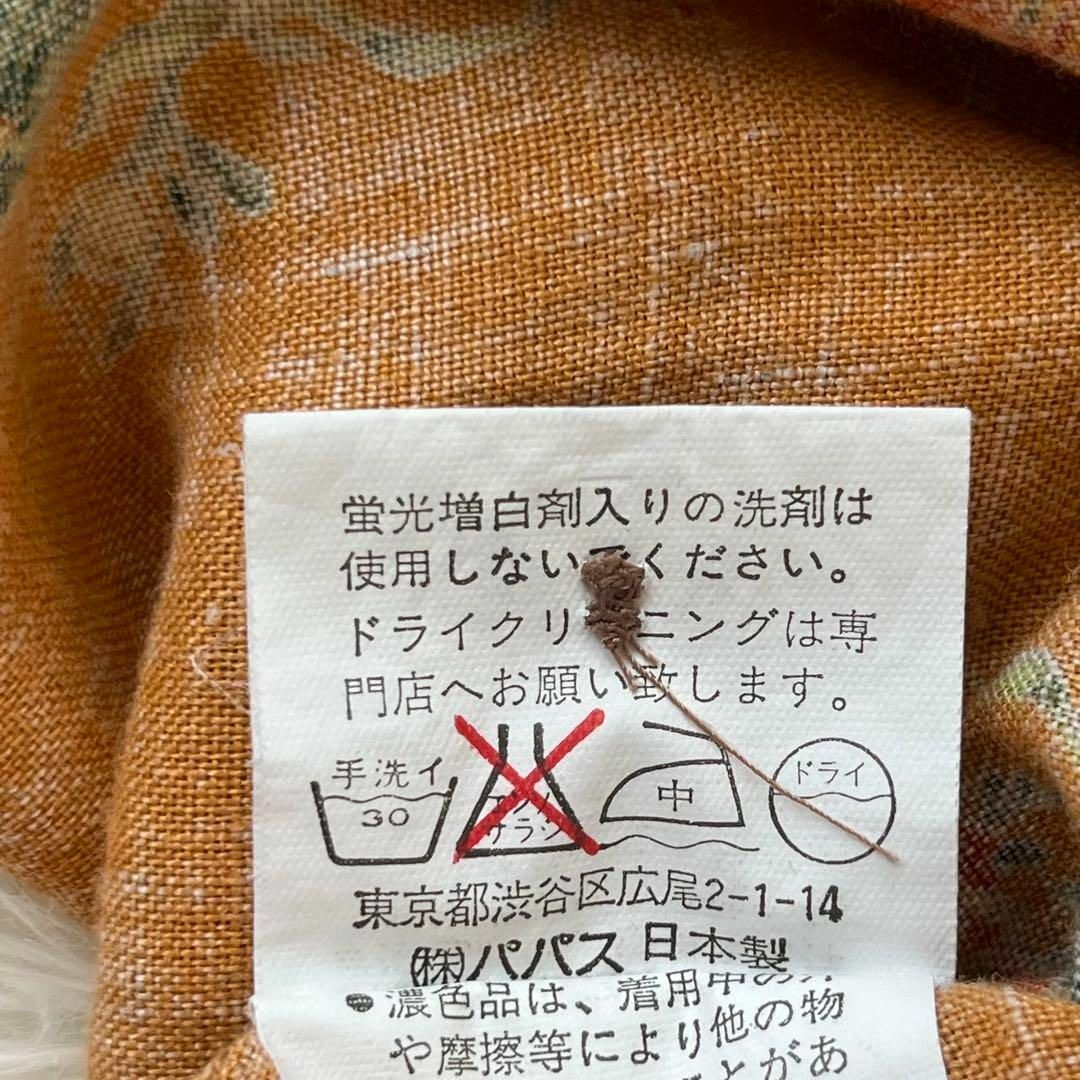 蛍光増白剤入りの洗剤は
使用しないでください。
ドライクリーニングは専
門店へお願い致します。
手洗イ
30
中
ドライ
東京都渋谷区広尾2-1-14
㈱パパス 日本製
●濃色品は、着用中の
や摩擦等により他の物
とがあ